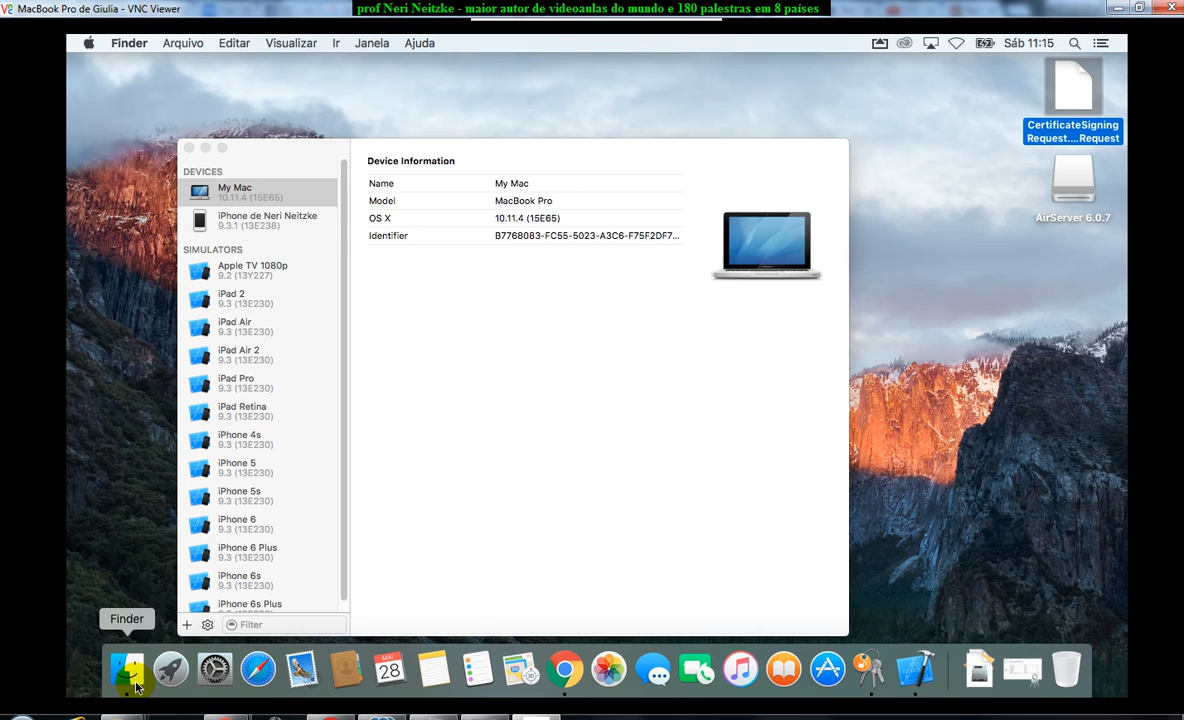 MacBook Pro de Giulia - VNC Viewer
prof Neri Neitzke - maior autor de videoaulas do mundo e 180 palestras em 8 países
Finder Arquivo Editar Visualizar Ir Janela Ajuda
Sáb 11:15
CertificateSigning
Request....Request
AirServer 6.0.7
DEVICES
My Mac
10.11.4 (15E65)
iPhone de Neri Neitzke
9.3.1 (13E238)
SIMULATORS
Apple TV 1080p
9.2 (13Y227)
iPad 2
9.3 (13E230)
iPad Air
9.3 (13E230)
iPad Air 2
9.3 (13E230)
iPad Pro
9.3 (13E230)
iPad Retina
9.3 (13E230)
iPhone 4s
9.3 (13E230)
iPhone 5
9.3 (13E230)
iPhone 5s
9.3 (13E230)
iPhone 6
9.3 (13E230)
iPhone 6 Plus
9.3 (13E230)
iPhone 6s
9.3 (13E230)
iPhone 6s Plus
Filter
Device Information
Name My Mac
Model MacBook Pro
OS X 10.11.4 (15E65)
Identifier B7768083-FC55-5023-A3C6-F75F2DF7...
Finder
MAI
28